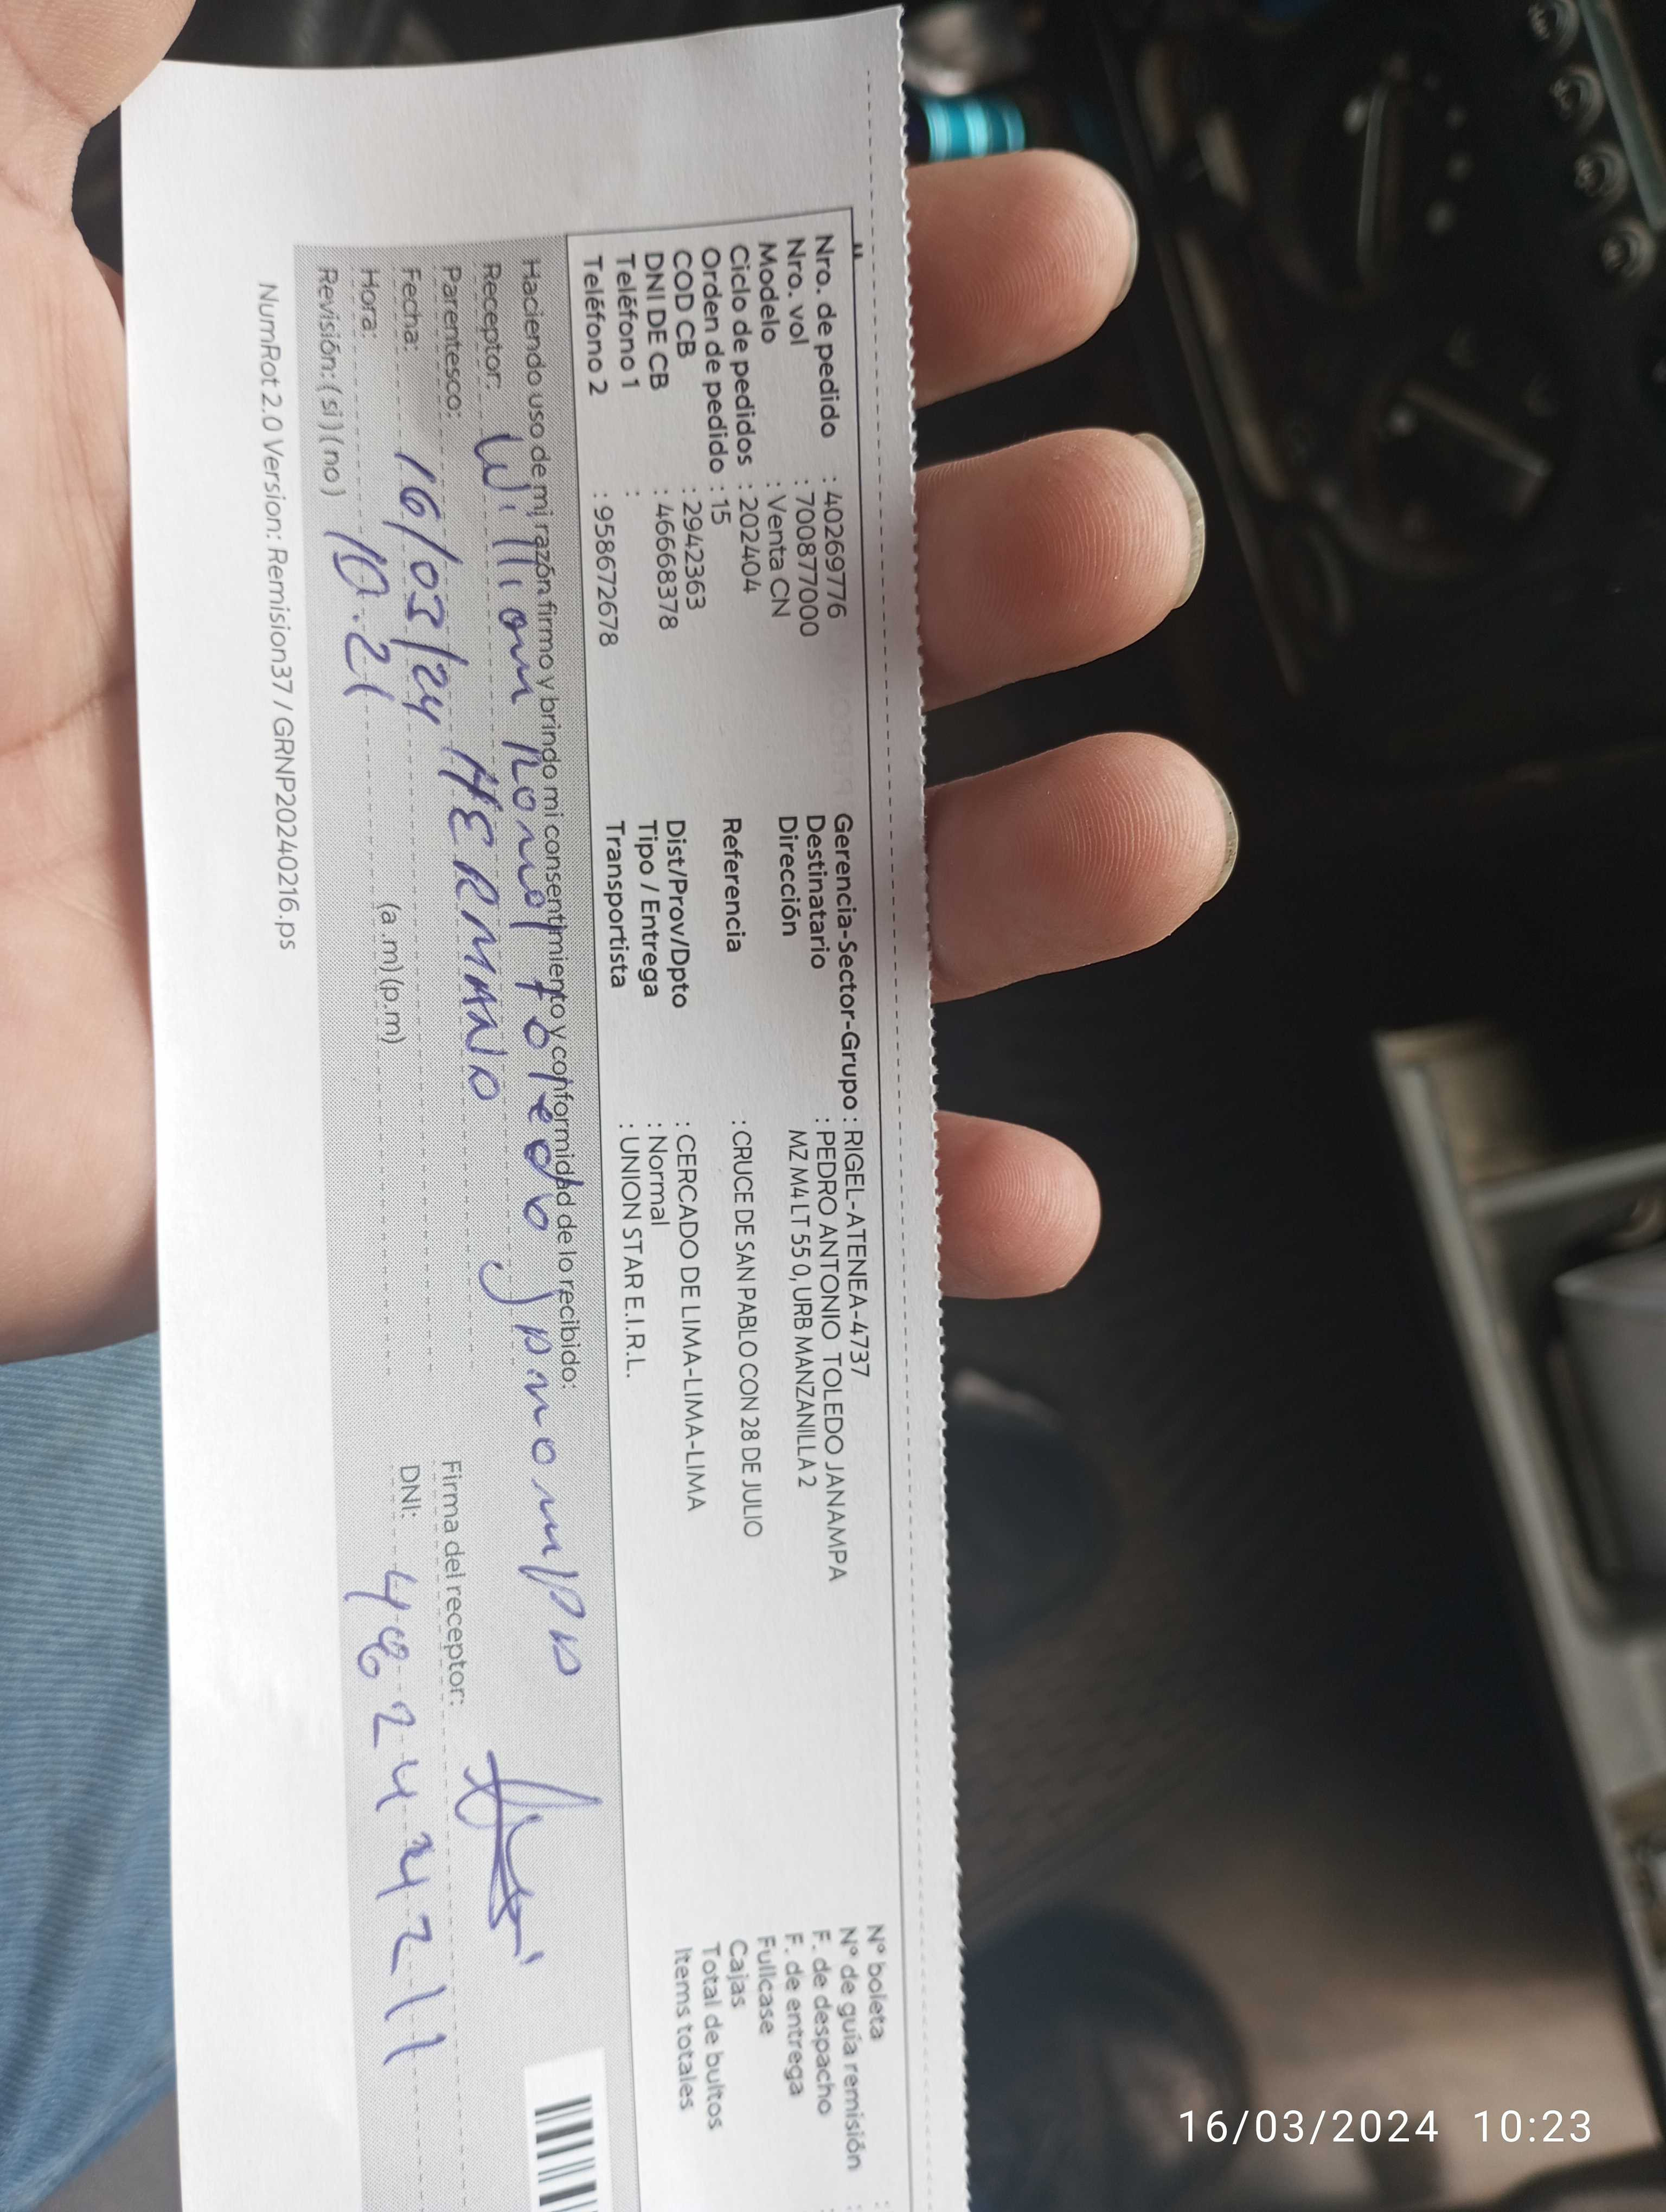 Nro. de pedido : 40269776
Nro. vol : 700877000
Modelo : Venta CN
Ciclo de pedidos : 202404
Orden de pedido : 15
COD CB : 2942363
DNI DE CB : 46668378
Teléfono 1 :
Teléfono 2 : 958672678
Gerencia-Sector-Grupo : RIGEL-ATENEA-4737
Destinatario : PEDRO ANTONIO TOLEDO JANAMPA
Dirección MZ M4 LT 55 0, URB MANZANILLA 2
Referencia : CRUCE DE SAN PABLO CON 28 DE JULIO
Dist/Prov/Dpto : CERCADO DE LIMA-LIMA-LIMA
Tipo / Entrega : Normal
Transportista : UNION STAR E.I.R.L.
N° boleta :
N° de guía remisión :
F. de despacho :
F. de entrega
Fullcase
Cajas
Total de bultos
Items totales
Haciendo uso de mi razón firmo y brindo mi consentimiento y conformidad de lo recibido:
Receptor: William toledo Janampa
Parentesco: HERMANO
Firma del receptor:
Fecha: 16/03/24
DNI: 48244211
Hora: 10.21 (a.m) (p.m)
Revisión: (si) (no)
NumRot 2.0 Version: Remision37 / GRNP20240216.ps
16/03/2024 10:23